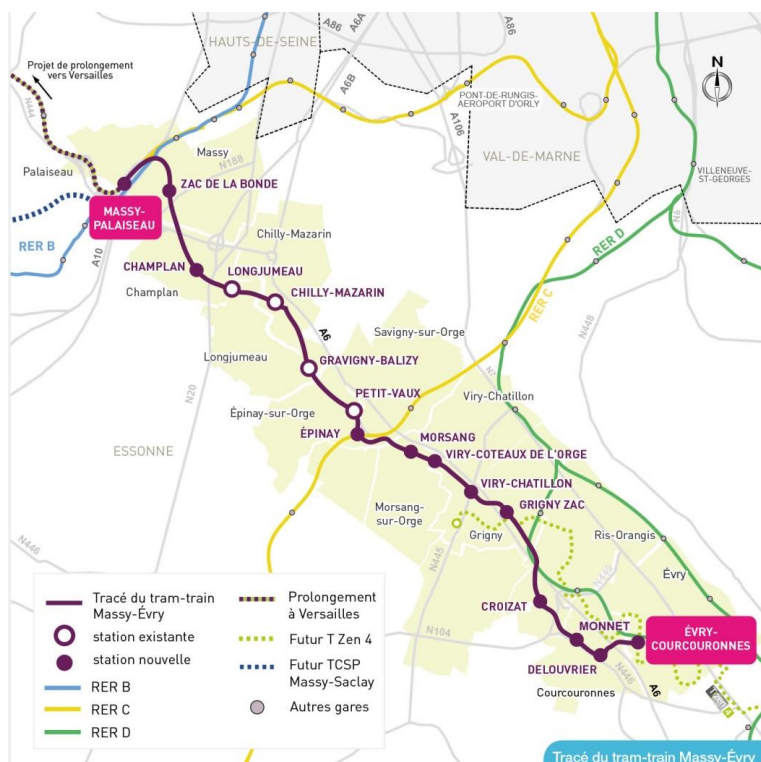 HAUTS-DE-SEINE
A86
A6A
A86
Projet de prolongement
vers Versailles
N444
A6B
PONT-DE-RUNGIS-
AEROPORT D'ORLY
A106
N
Palaiseau
Massy
N188
VAL-DE-MARNE
VILLENEUVE-
ST-GEORGES
ZAC DE LA BONDE
MASSY-
PALAISEAU
RER B
A10
Chilly-Mazarin
N6
RER D
CHAMPLAN
LONGJUMEAU
Champlan
CHILLY-MAZARIN
RER C
A6
Savigny-sur-Orge
N448
Longjumeau
GRAVIGNY-BALIZY
N7
N20
PETIT-VAUX
Viry-Chatillon
Épinay-sur-Orge
ÉPINAY
MORSANG
ESSONNE
VIRY-COTEAUX DE L'ORGE
VIRY-CHATILLON
Morsang-
sur-Orge
GRIGNY ZAC
Grigny
Ris-Orangis
N446
N445
N449
Évry
CROIZAT
MONNET
ÉVRY-
COURCOURONNES
N104
DELOUVRIER
N446
A6
Courcouronnes
Tracé du tram-train
Massy-Évry
station existante
station nouvelle
RER B
RER C
RER D
Prolongement
à Versailles
Futur T Zen 4
Futur TCSP
Massy-Saclay
Autres gares
Tracé du tram-train Massy-Évry